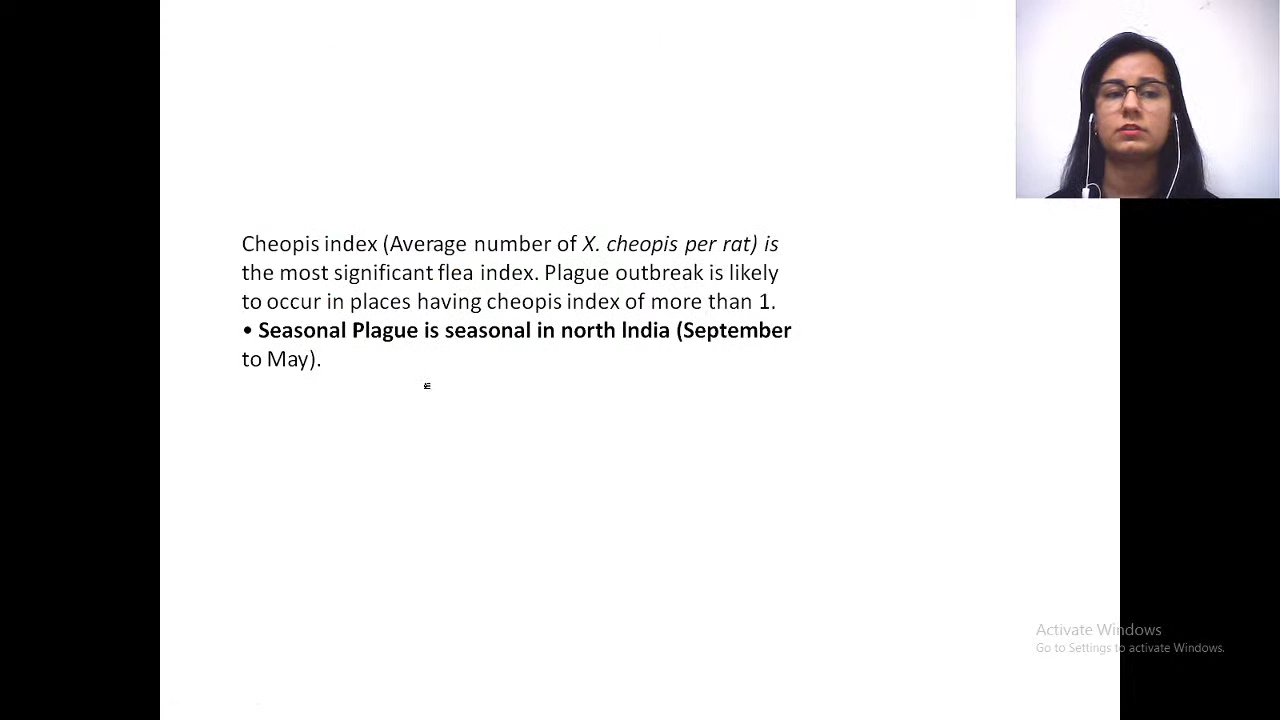 Cheopis index (Average number of X. cheopis per rat) is
the most significant flea index. Plague outbreak is likely
to occur in places having cheopis index of more than 1.
• Seasonal Plague is seasonal in north India (September
to May).
Activate Windows
Go to Settings to activate Windows.